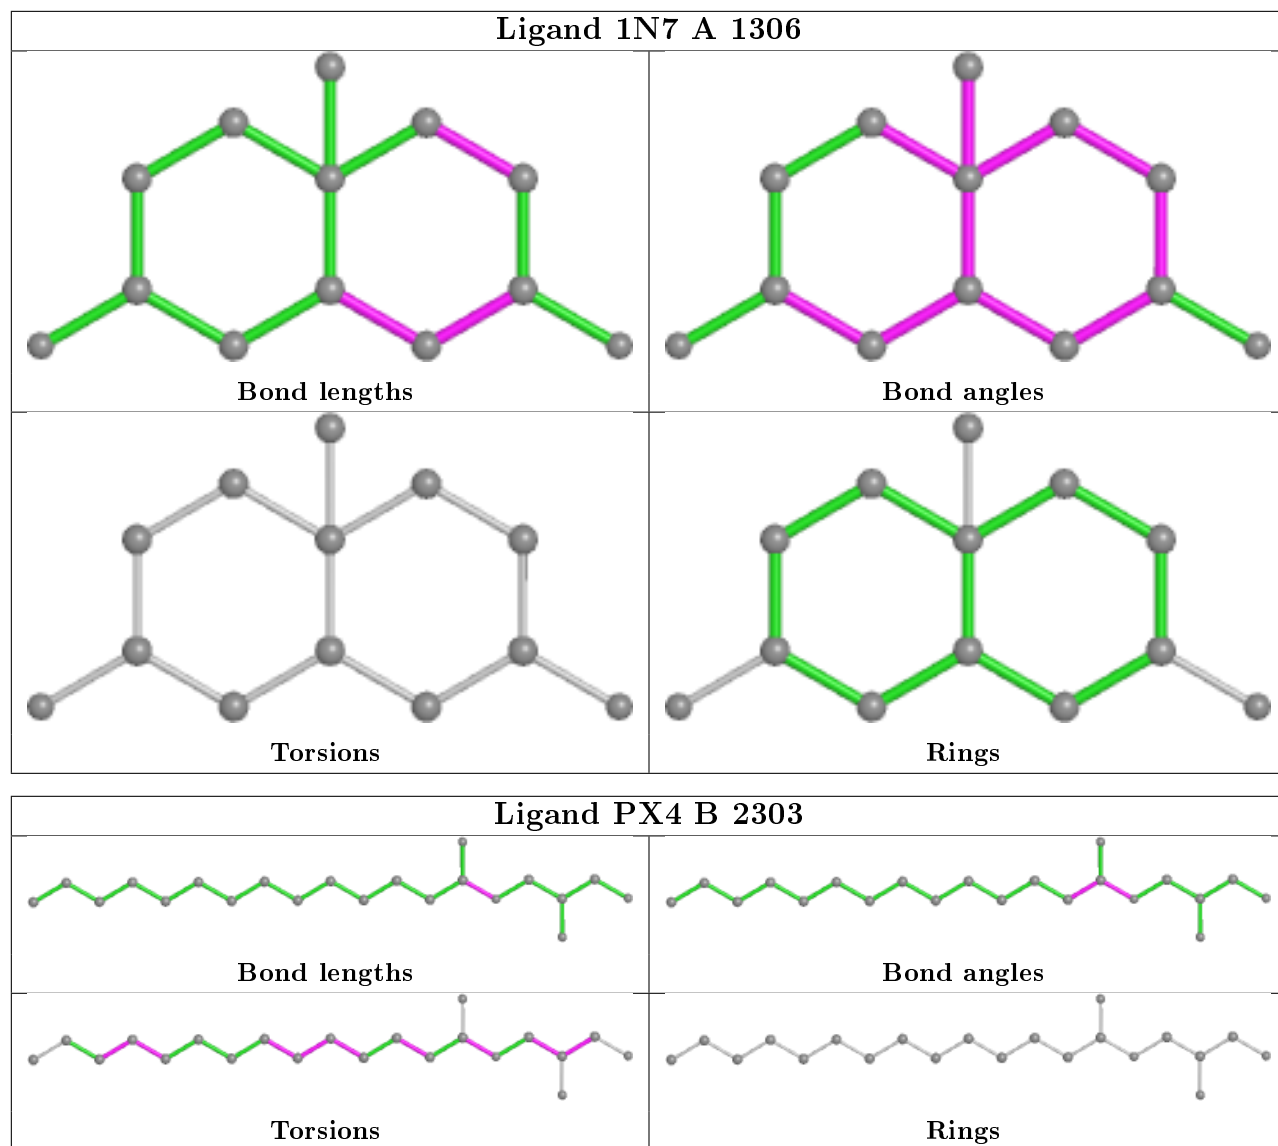 Ligand 1N7 A 1306
Bond lengths
Bond angles
Torsions
Rings
Ligand PX4 B 2303
Bond lengths
Bond angles
Torsions
Rings